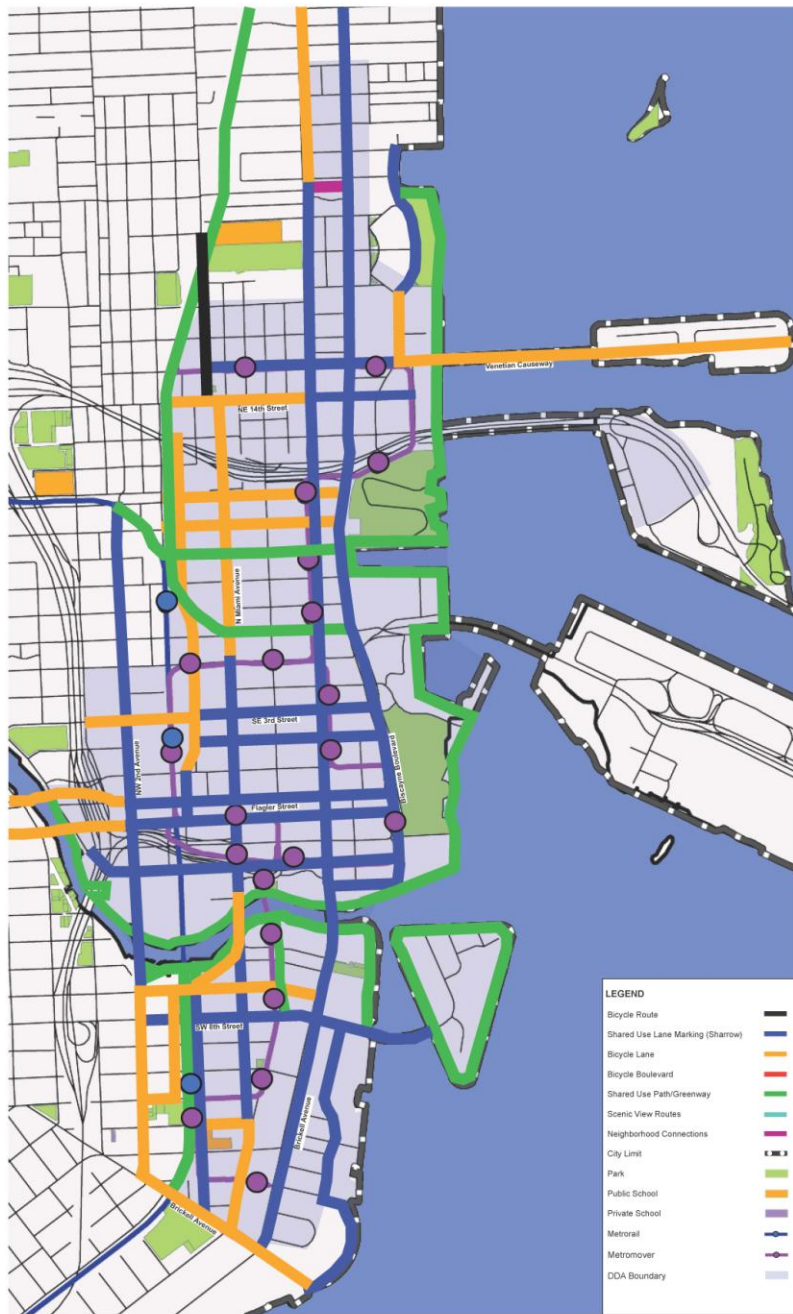 Venetian Causeway
NE 14th Street
N Miami Avenue
SE 3rd Street
NW 2nd Avenue
Biscayne Boulevard
Flagler Street
SW 8th Street
Brickell Avenue
Brickell Avenue
LEGEND
Bicycle Route
Shared Use Lane Marking (Sharrow)
Bicycle Lane
Bicycle Boulevard
Shared Use Path/Greenway
Scenic View Routes
Neighborhood Connections
City Limit
Park
Public School
Private School
Metrorail
Metromover
DDA Boundary